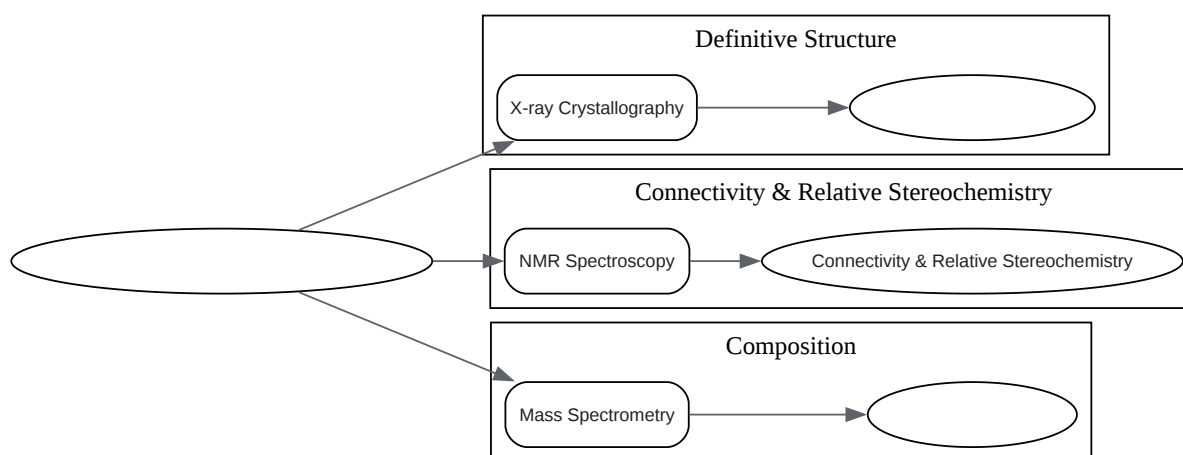 Definitive Structure
X-ray Crystallography
Connectivity & Relative Stereochemistry
NMR Spectroscopy
Connectivity & Relative Stereochemistry
Composition
Mass Spectrometry